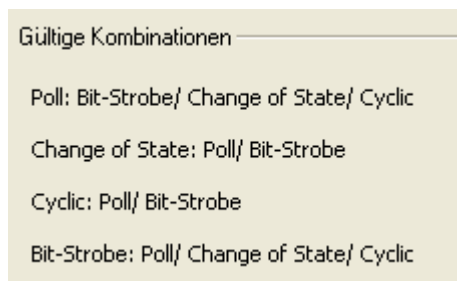 Gültige Kombinationen
Poll: Bit-Strobe/ Change of State/ Cyclic
Change of State: Poll/ Bit-Strobe
Cyclic: Poll/ Bit-Strobe
Bit-Strobe: Poll/ Change of State/ Cyclic